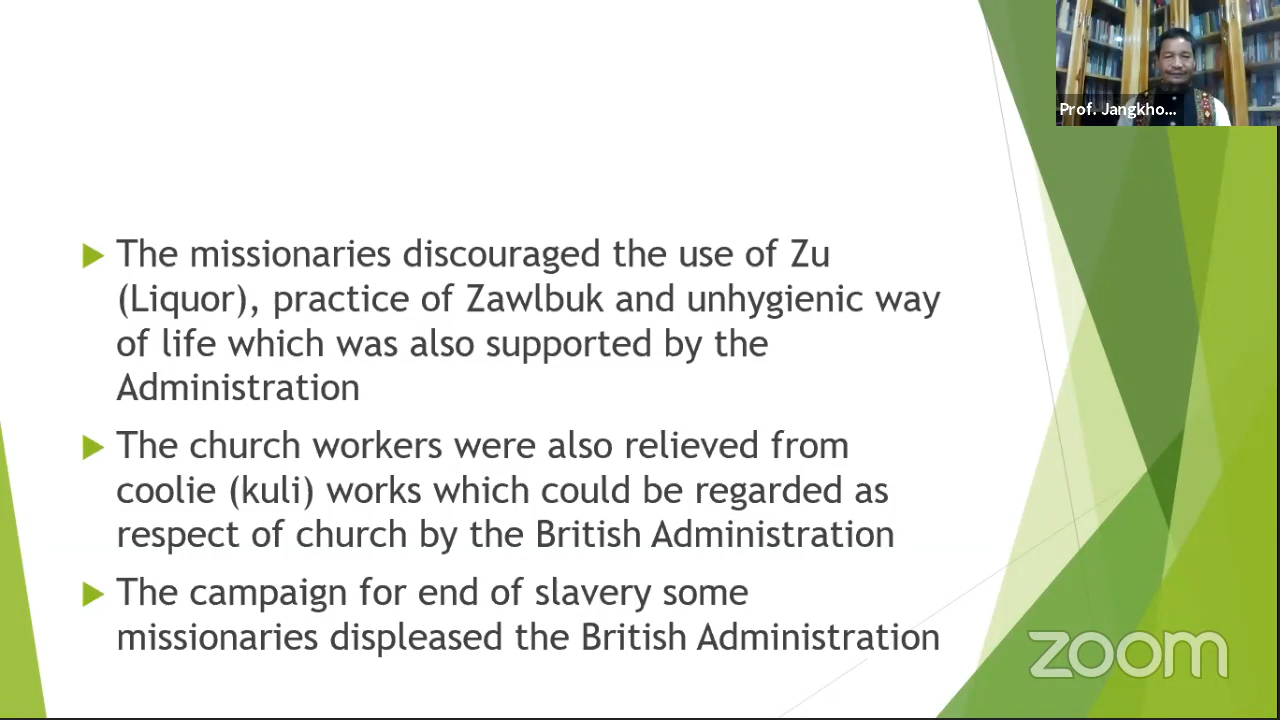 Prof. Jangkho...
The missionaries discouraged the use of Zu
(Liquor), practice of Zawlbuk and unhygienic way
of life which was also supported by the
Administration
The church workers were also relieved from
coolie (kuli) works which could be regarded as
respect of church by the British Administration
The campaign for end of slavery some
missionaries displeased the British Administration
zoom